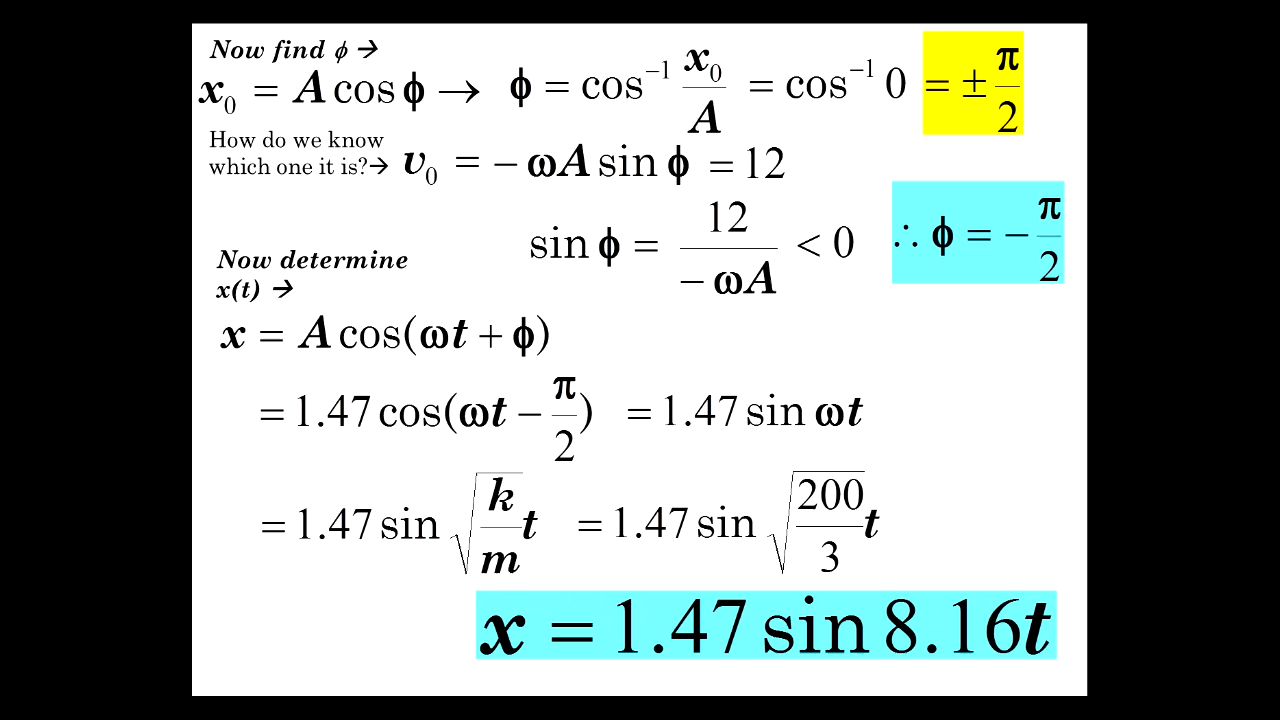 Now find ϕ →
x₀ = A cos ϕ → ϕ = cos⁻¹ x₀/A = cos⁻¹ 0 = ± π/2
How do we know
which one it is?→ v₀ = − ωA sin ϕ = 12
sin ϕ = 12/(− ωA) < 0 ∴ ϕ = − π/2
Now determine
x(t) →
x = A cos(ωt + ϕ)
= 1.47 cos(ωt − π/2) = 1.47 sin ωt
= 1.47 sin √(k/m) t = 1.47 sin √(200/3) t
x = 1.47 sin 8.16t